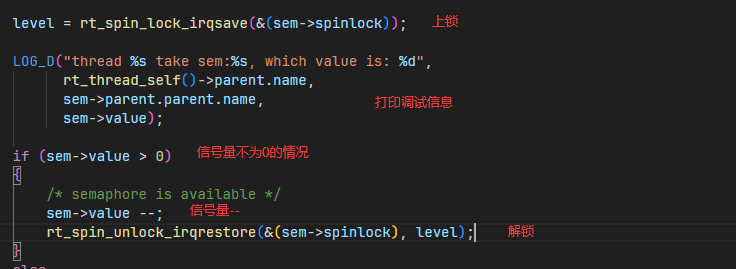 level = rt_spin_lock_irqsave(&(sem->spinlock)); 上锁
LOG_D("thread %s take sem:%s, which value is: %d",
rt_thread_self()->parent.name,
sem->parent.parent.name, 打印调试信息
sem->value);
if (sem->value > 0) 信号量不为0的情况
{
/* semaphore is available */
sem->value --; 信号量--
rt_spin_unlock_irqrestore(&(sem->spinlock), level); 解锁
}
else